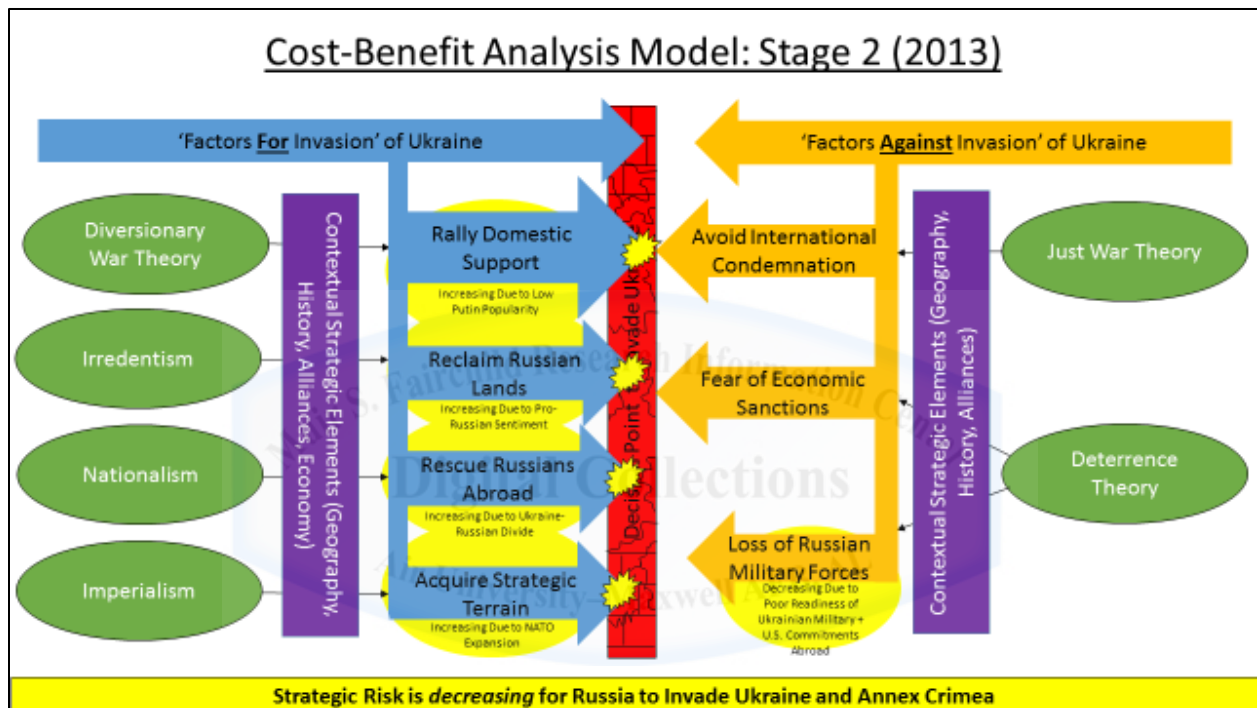 Cost-Benefit Analysis Model: Stage 2 (2013)
'Factors For Invasion' of Ukraine
'Factors Against Invasion' of Ukraine
Diversionary
War Theory
Irredentism
Nationalism
Imperialism
Contextual Strategic Elements (Geography,
History, Alliances, Economy)
Rally Domestic
Support
Increasing Due to Low
Putin Popularity
Reclaim Russian
Lands
Increasing Due to Pro-
Russian Sentiment
Rescue Russians
Abroad
Increasing Due to Ukraine-
Russian Divide
Acquire Strategic
Terrain
Increasing Due to NATO
Expansion
Point
Avoid International
Condemnation
Fear of Economic
Sanctions
Loss of Russian
Military Forces
Decreasing Due to
Poor Readiness of
Ukrainian Military +
U.S. Commitments
Abroad
Contextual Strategic Elements (Geography,
History, Alliances)
Just War Theory
Deterrence
Theory
Digital Collections
Strategic Risk is decreasing for Russia to Invade Ukraine and Annex Crimea